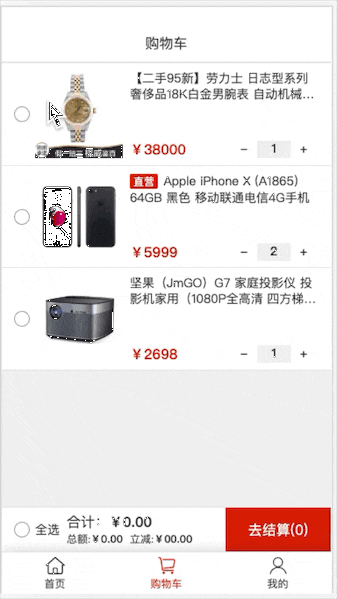 购物车
【二手95新】劳力士 日志型系列
奢侈品18K白金男腕表 自动机械…
￥38000
− 1 +
直营 Apple iPhone X (A1865)
64GB 黑色 移动联通电信4G手机
￥5999
− 2 +
坚果（JmGO）G7 家庭投影仪 投
影机家用（1080P全高清 四方梯…
￥2698
− 1 +
全选
合计：￥0.00
总额:￥0.00 立减:￥00.00
去结算(0)
首页
购物车
我的